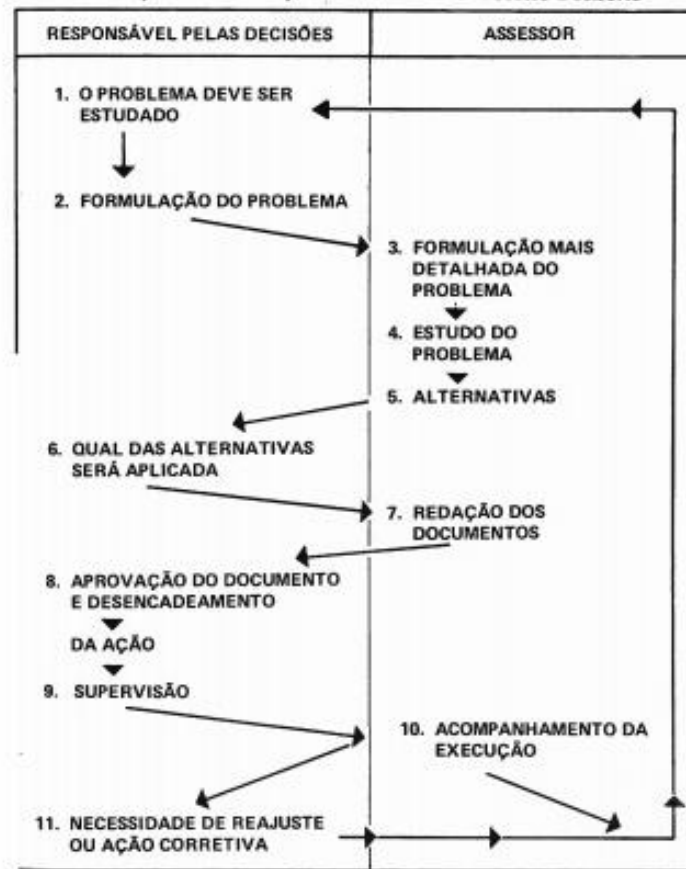 RESPONSÁVEL PELAS DECISÕES
ASSESSOR
1. O PROBLEMA DEVE SER
ESTUDADO
2. FORMULAÇÃO DO PROBLEMA
3. FORMULAÇÃO MAIS
DETALHADA DO
PROBLEMA
4. ESTUDO DO
PROBLEMA
5. ALTERNATIVAS
6. QUAL DAS ALTERNATIVAS
SERÁ APLICADA
7. REDAÇÃO DOS
DOCUMENTOS
8. APROVAÇÃO DO DOCUMENTO
E DESENCADEAMENTO
DA AÇÃO
9. SUPERVISÃO
10. ACOMPANHAMENTO DA
EXECUÇÃO
11. NECESSIDADE DE REAJUSTE
OU AÇÃO CORRETIVA